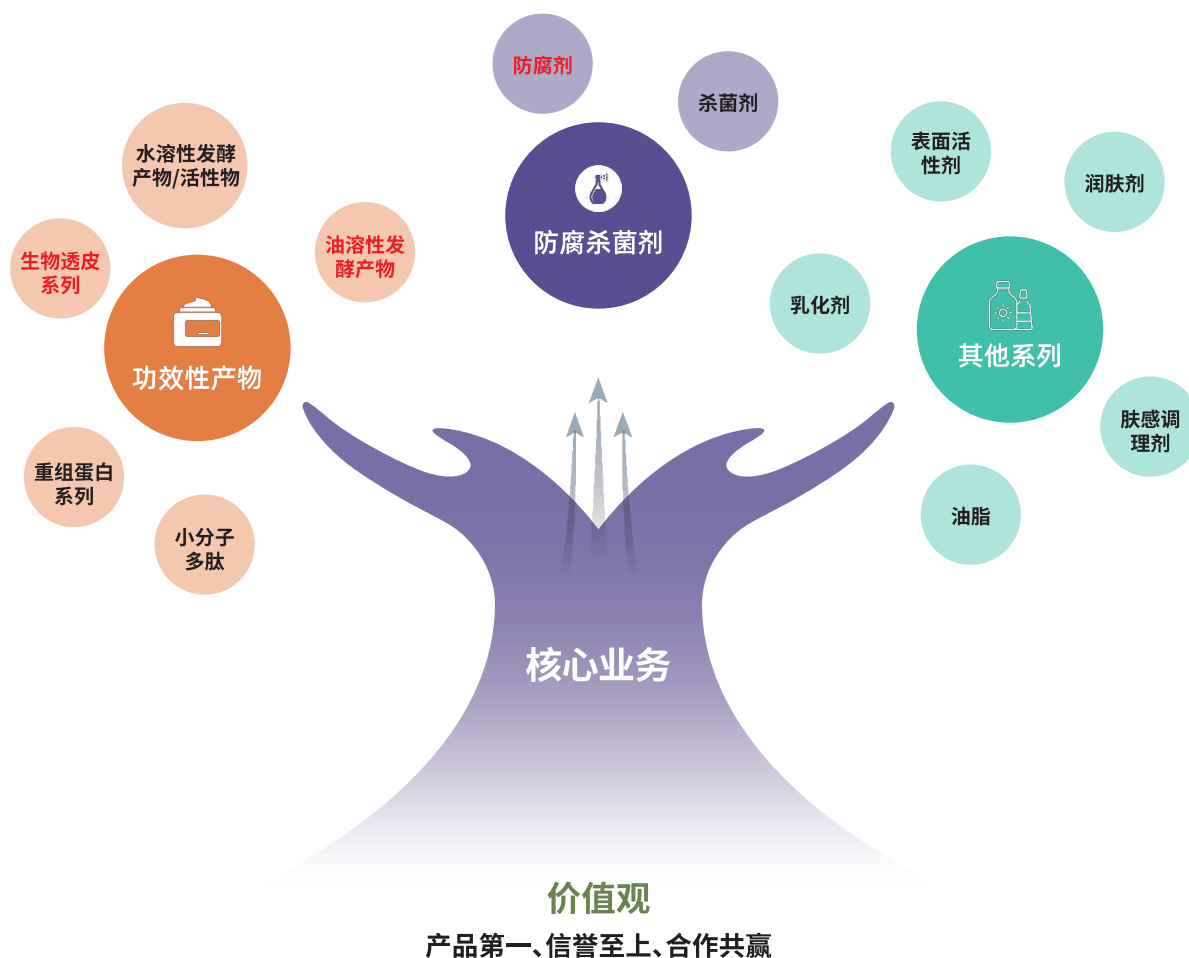 防腐剂
杀菌剂
防腐杀菌剂
水溶性发酵
产物/活性物
生物透皮
系列
油溶性发
酵产物
功效性产物
重组蛋白
系列
小分子
多肽
表面活
性剂
润肤剂
乳化剂
其他系列
肤感调
理剂
油脂
核心业务
价值观
产品第一、信誉至上、合作共赢